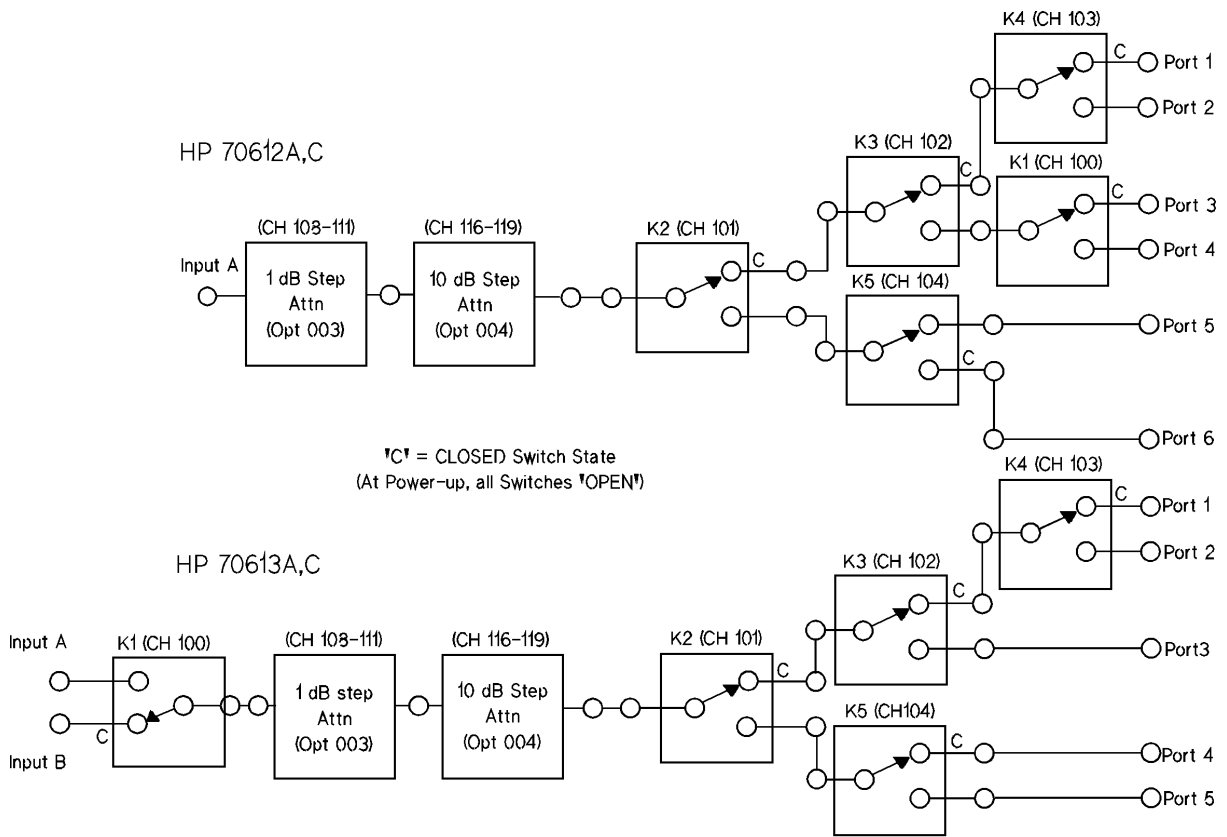 K4 (CH 103)
C
Port 1
Port 2
HP 70612A,C
K3 (CH 102)
C
K1 (CH 100)
C
Port 3
Port 4
(CH 108-111)
(CH 116-119)
K2 (CH 101)
C
Input A
1 dB Step
Attn
(Opt 003)
10 dB Step
Attn
(Opt 004)
K5 (CH 104)
C
Port 5
Port 6
"C" = CLOSED Switch State
(At Power-up, all Switches "OPEN")
K4 (CH 103)
C
Port 1
Port 2
HP 70613A,C
K3 (CH 102)
C
Port3
Input A
K1 (CH 100)
C
Input B
(CH 108-111)
(CH 116-119)
1 dB step
Attn
(Opt 003)
10 dB Step
Attn
(Opt 004)
K2 (CH 101)
C
K5 (CH104)
C
Port 4
Port 5